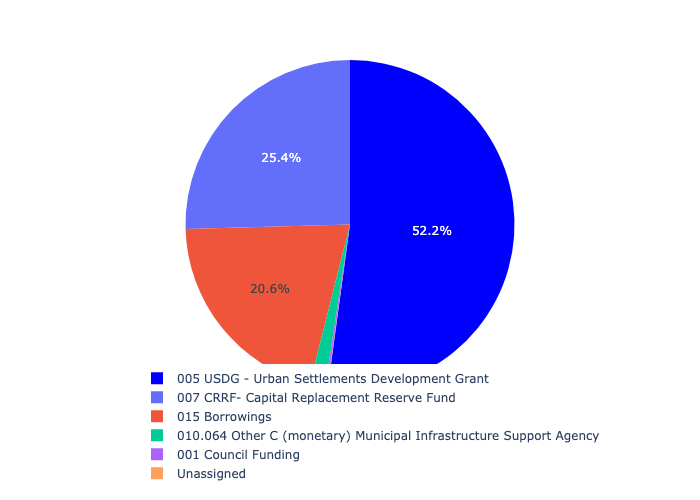 25.4%
52.2%
20.6%
005 USDG - Urban Settlements Development Grant
007 CRRF- Capital Replacement Reserve Fund
015 Borrowings
010.064 Other C (monetary) Municipal Infrastructure Support Agency
001 Council Funding
Unassigned